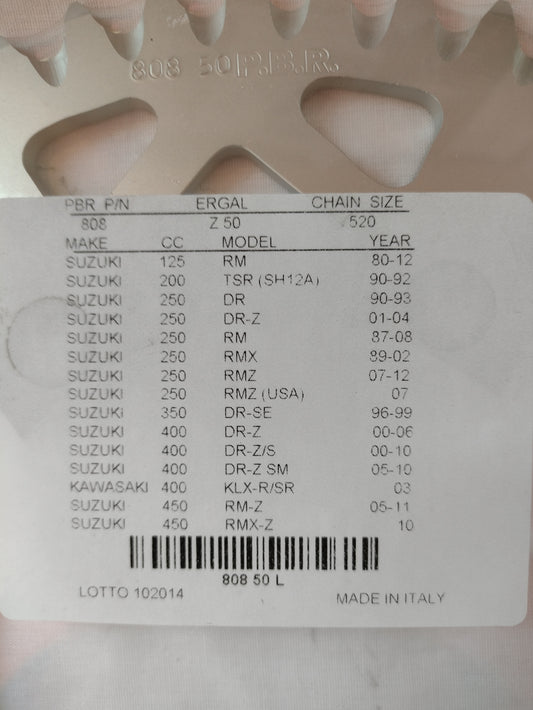 808 50 P.B.R.
PBR P/N ERGAL CHAIN SIZE
808 Z 50 520
MAKE CC MODEL YEAR
SUZUKI 125 RM 80-12
SUZUKI 200 TSR (SH12A) 90-92
SUZUKI 250 DR 90-93
SUZUKI 250 DR-Z 01-04
SUZUKI 250 RM 87-08
SUZUKI 250 RMX 89-02
SUZUKI 250 RMZ 07-12
SUZUKI 250 RMZ (USA) 07
SUZUKI 350 DR-SE 96-99
SUZUKI 400 DR-Z 00-06
SUZUKI 400 DR-Z/S 00-10
SUZUKI 400 DR-Z SM 05-10
KAWASAKI 400 KLX-R/SR 03
SUZUKI 450 RM-Z 05-11
SUZUKI 450 RMX-Z 10
808 50 L
LOTTO 102014 MADE IN ITALY